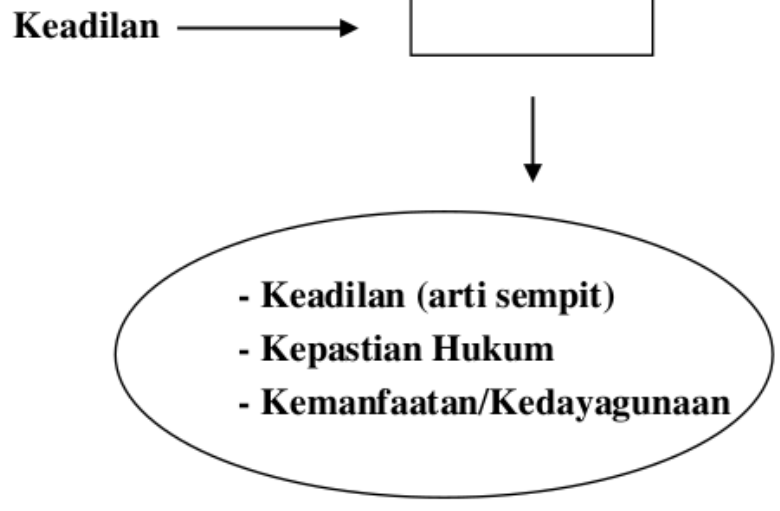 Keadilan
- Keadilan (arti sempit)
- Kepastian Hukum
- Kemanfaatan/Kedayagunaan